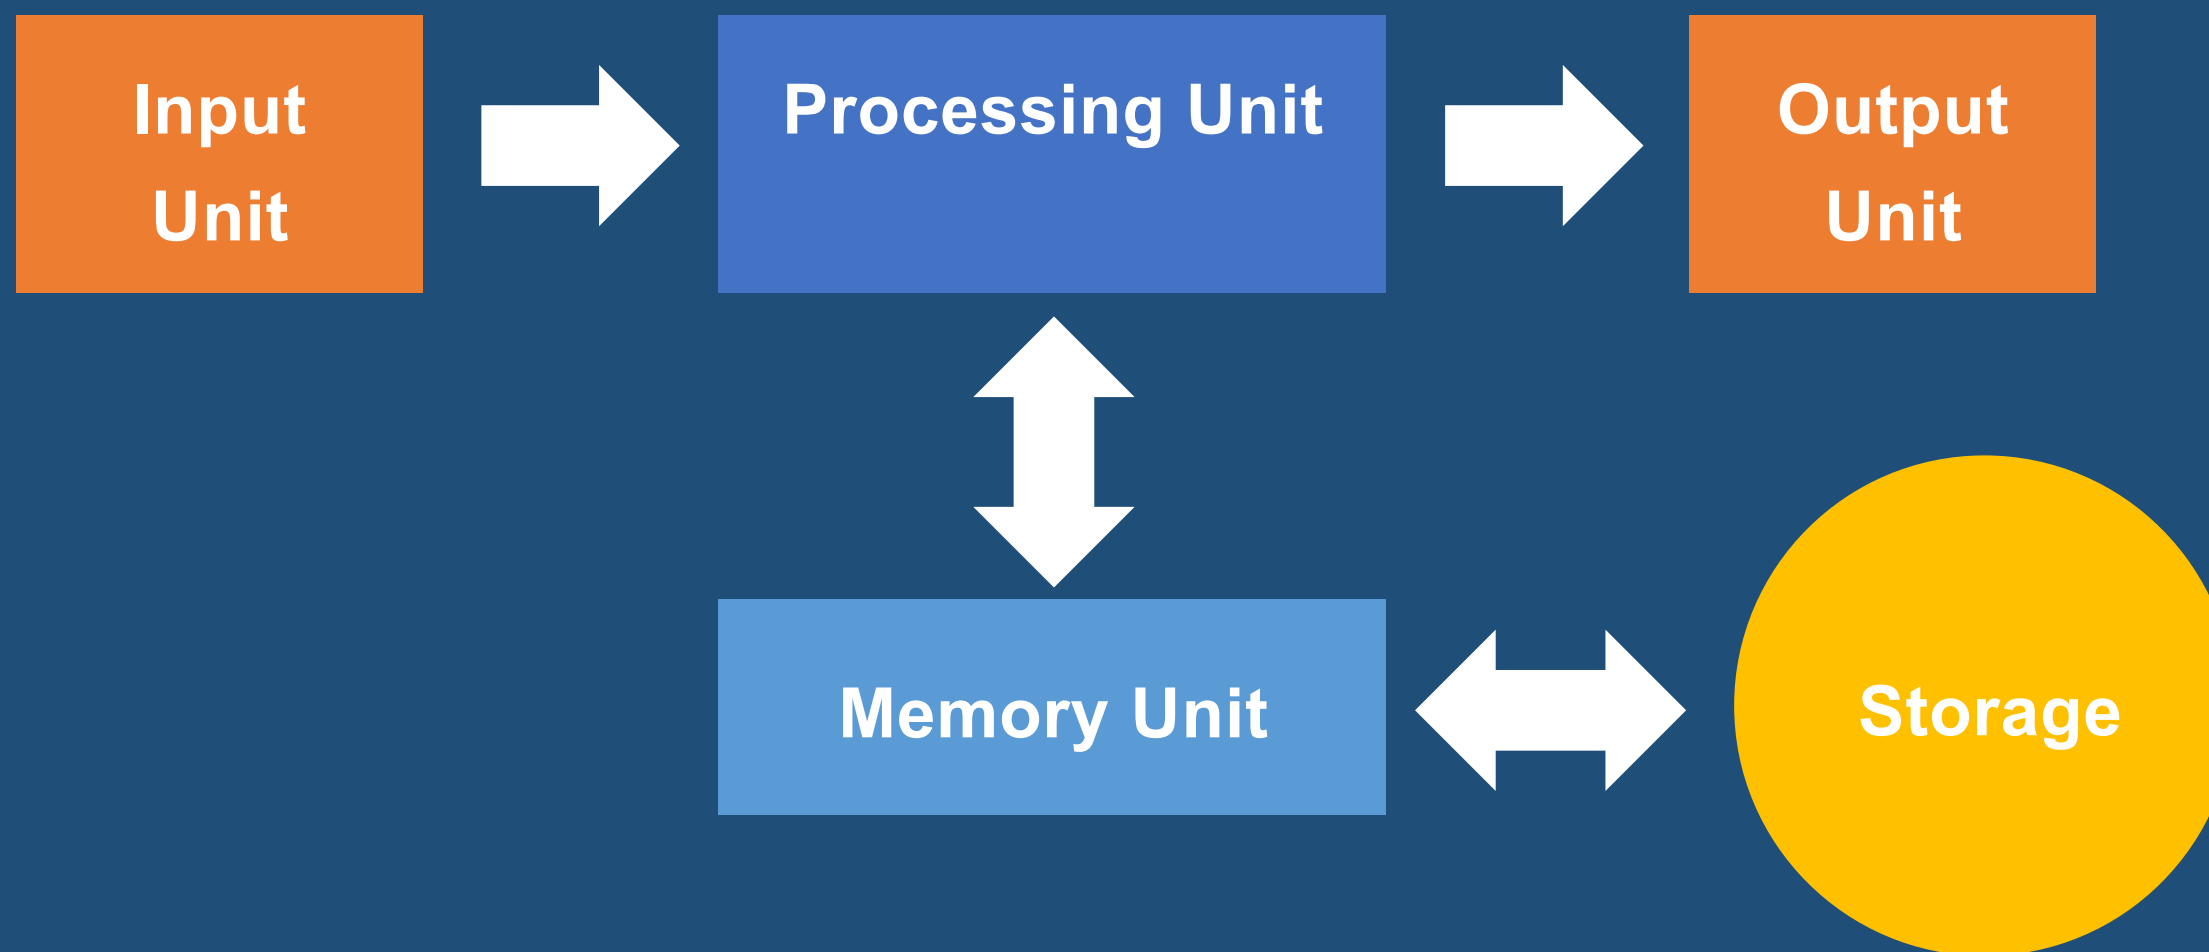 Input
Unit
Processing Unit
Output
Unit
Memory Unit
Storage